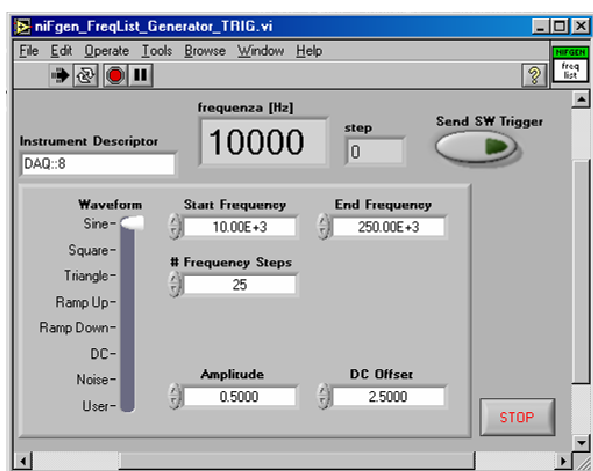 niFgen_FreqList_Generator_TRIG.vi
File Edit Operate Tools Browse Window Help
NIFGEN
freq
list
frequenza [Hz]
10000
step
0
Send SW Trigger
Instrument Descriptor
DAQ::8
Waveform
Sine
Square
Triangle
Ramp Up
Ramp Down
DC
Noise
User
Start Frequency
10.00E+3
End Frequency
250.00E+3
# Frequency Steps
25
Amplitude
0.5000
DC Offset
2.5000
STOP